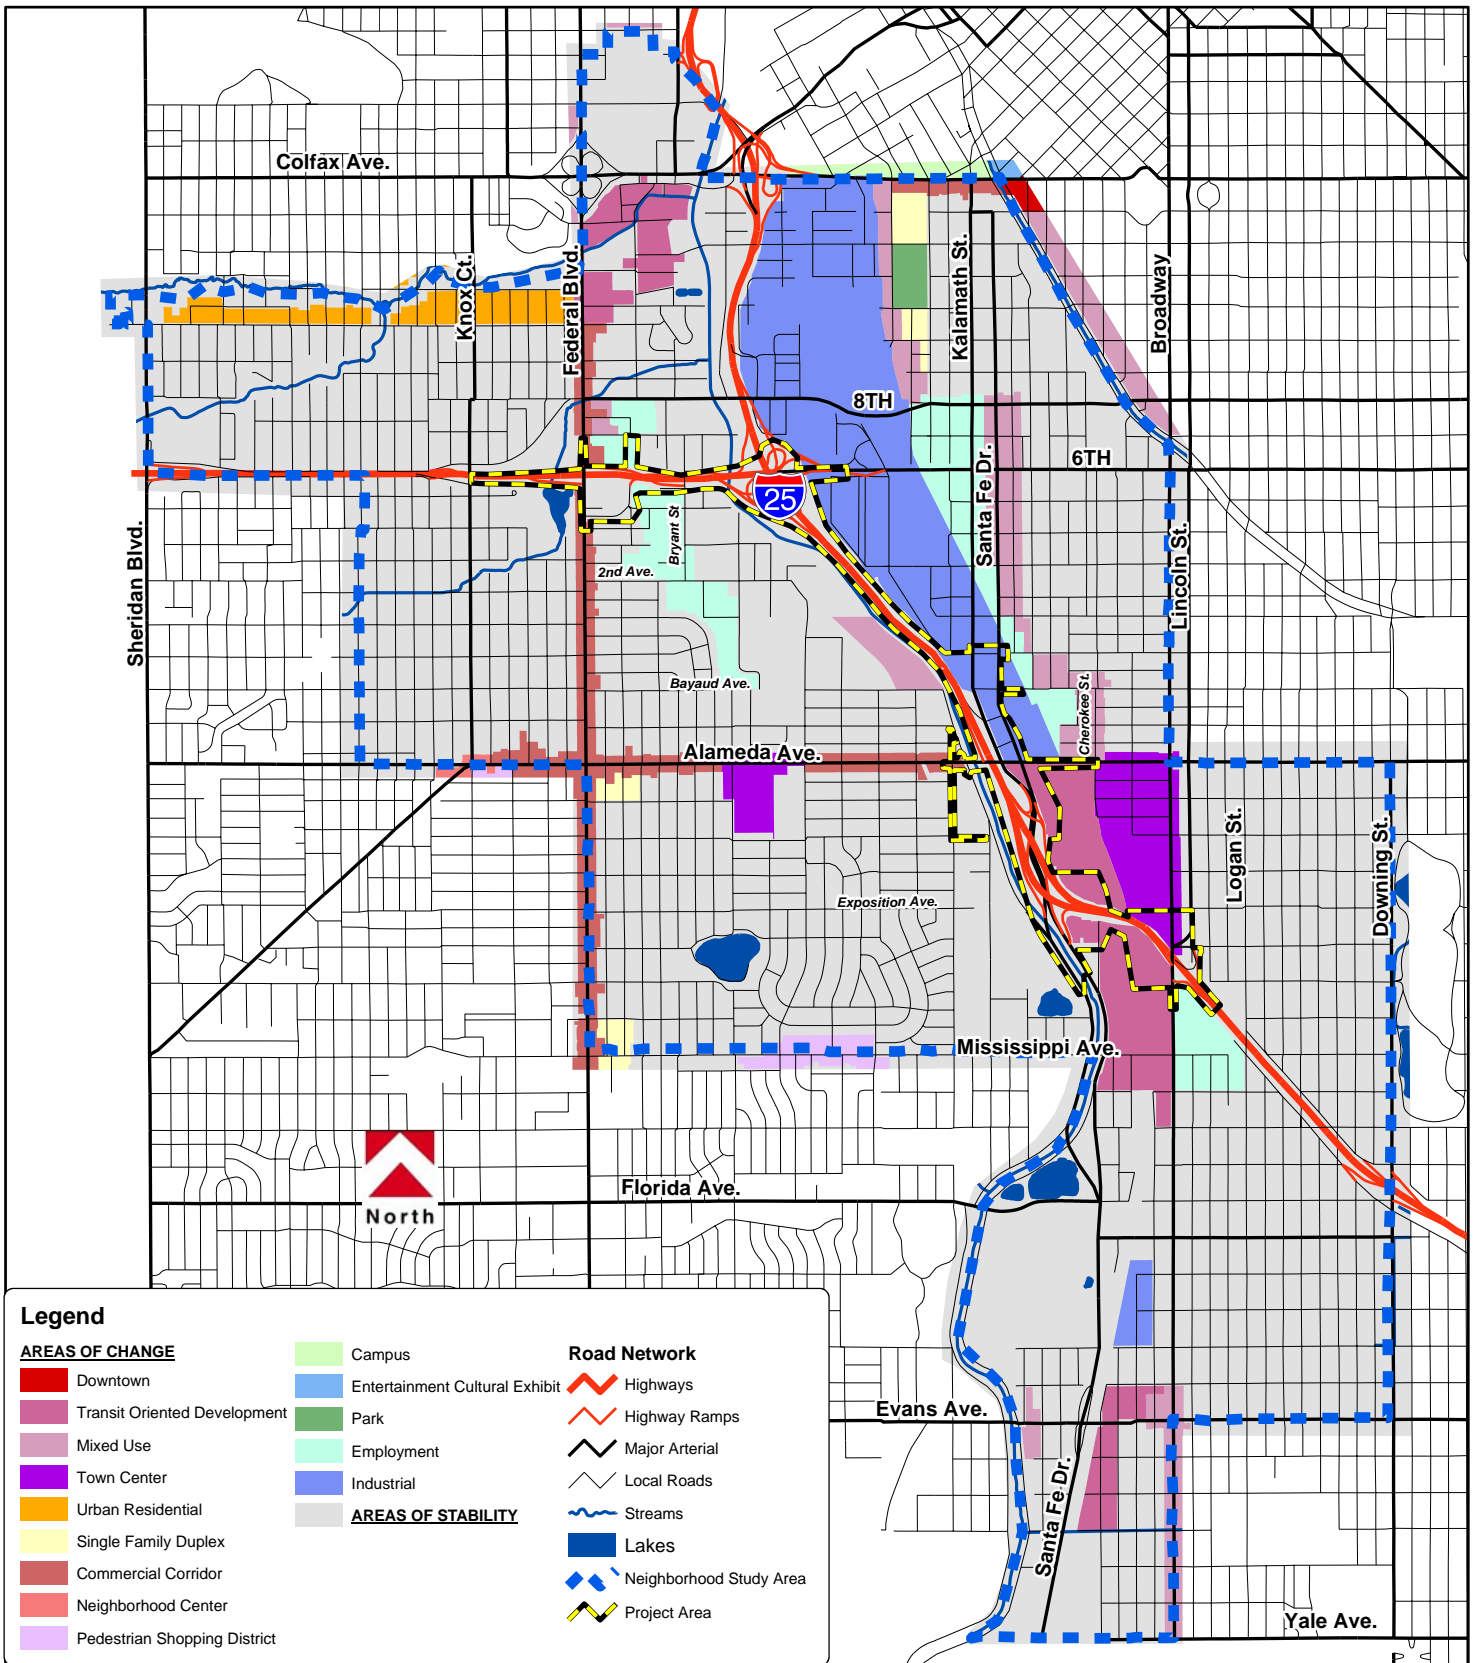 Colfax Ave.
Knox Ct.
Federal Blvd.
Kalamath St.
Broadway
8TH
6TH
Santa Fe Dr.
25
Bryant St
2nd Ave.
Sheridan Blvd.
Lincoln St.
Bayaud Ave.
Cherokee St.
Alameda Ave.
Logan St.
Downing St.
Exposition Ave.
Mississippi Ave.
North
Florida Ave.
Evans Ave.
Santa Fe Dr.
Yale Ave.
Legend
AREAS OF CHANGE
Downtown
Transit Oriented Development
Mixed Use
Town Center
Urban Residential
Single Family Duplex
Commercial Corridor
Neighborhood Center
Pedestrian Shopping District
Campus
Entertainment Cultural Exhibit
Park
Employment
Industrial
AREAS OF STABILITY
Road Network
Highways
Highway Ramps
Major Arterial
Local Roads
Streams
Lakes
Neighborhood Study Area
Project Area